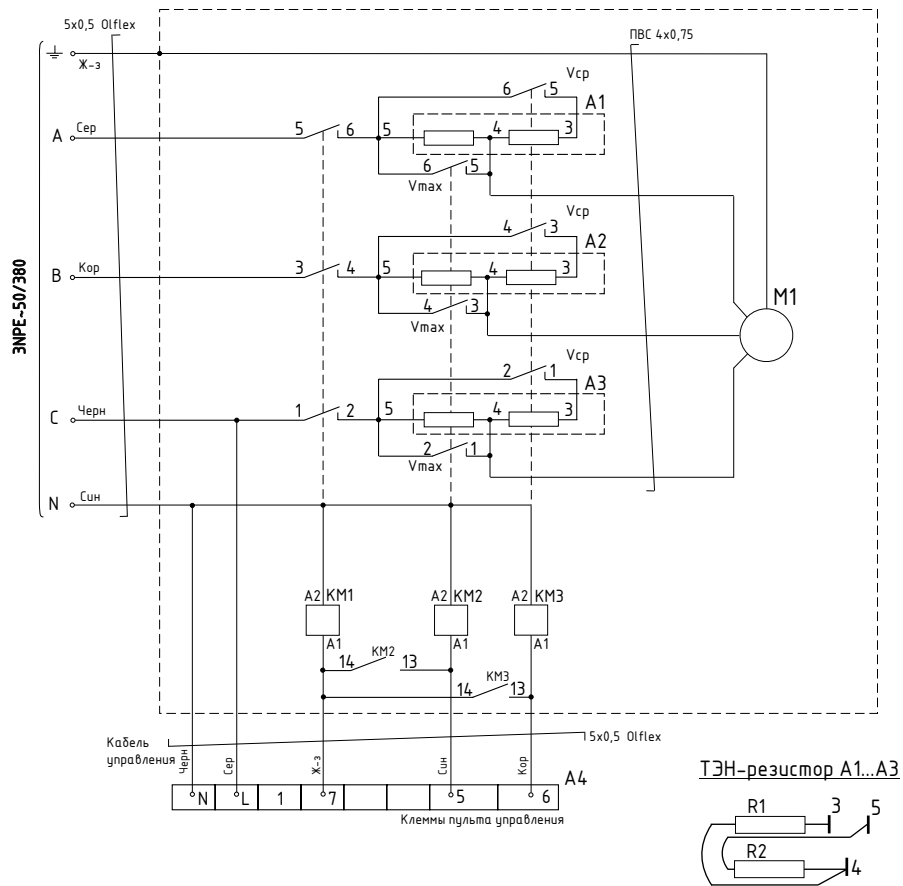 5x0,5 Olflex
ПВС 4x0,75
Ж-з
Vср
6 5
A1
A Сер
5 6 5 4 3
6 5
Vmax
Vср
4 3
A2
B Кор
3 4 5 4 3
4 3
Vmax
M1
3NPE~50/380
Vср
2 1
A3
C Черн
1 2 5 4 3
2 1
Vmax
N Син
A2 KM1 A2 KM2 A2 KM3
A1 A1 A1
14 KM2 13
14 KM3 13
Кабель управления
5x0,5 Olflex
Черн Сер Ж-з Син Кор
A4
N L 1 7 5 6
Клеммы пульта управления
ТЭН-резистор А1...А3
R1 3 5
R2 4